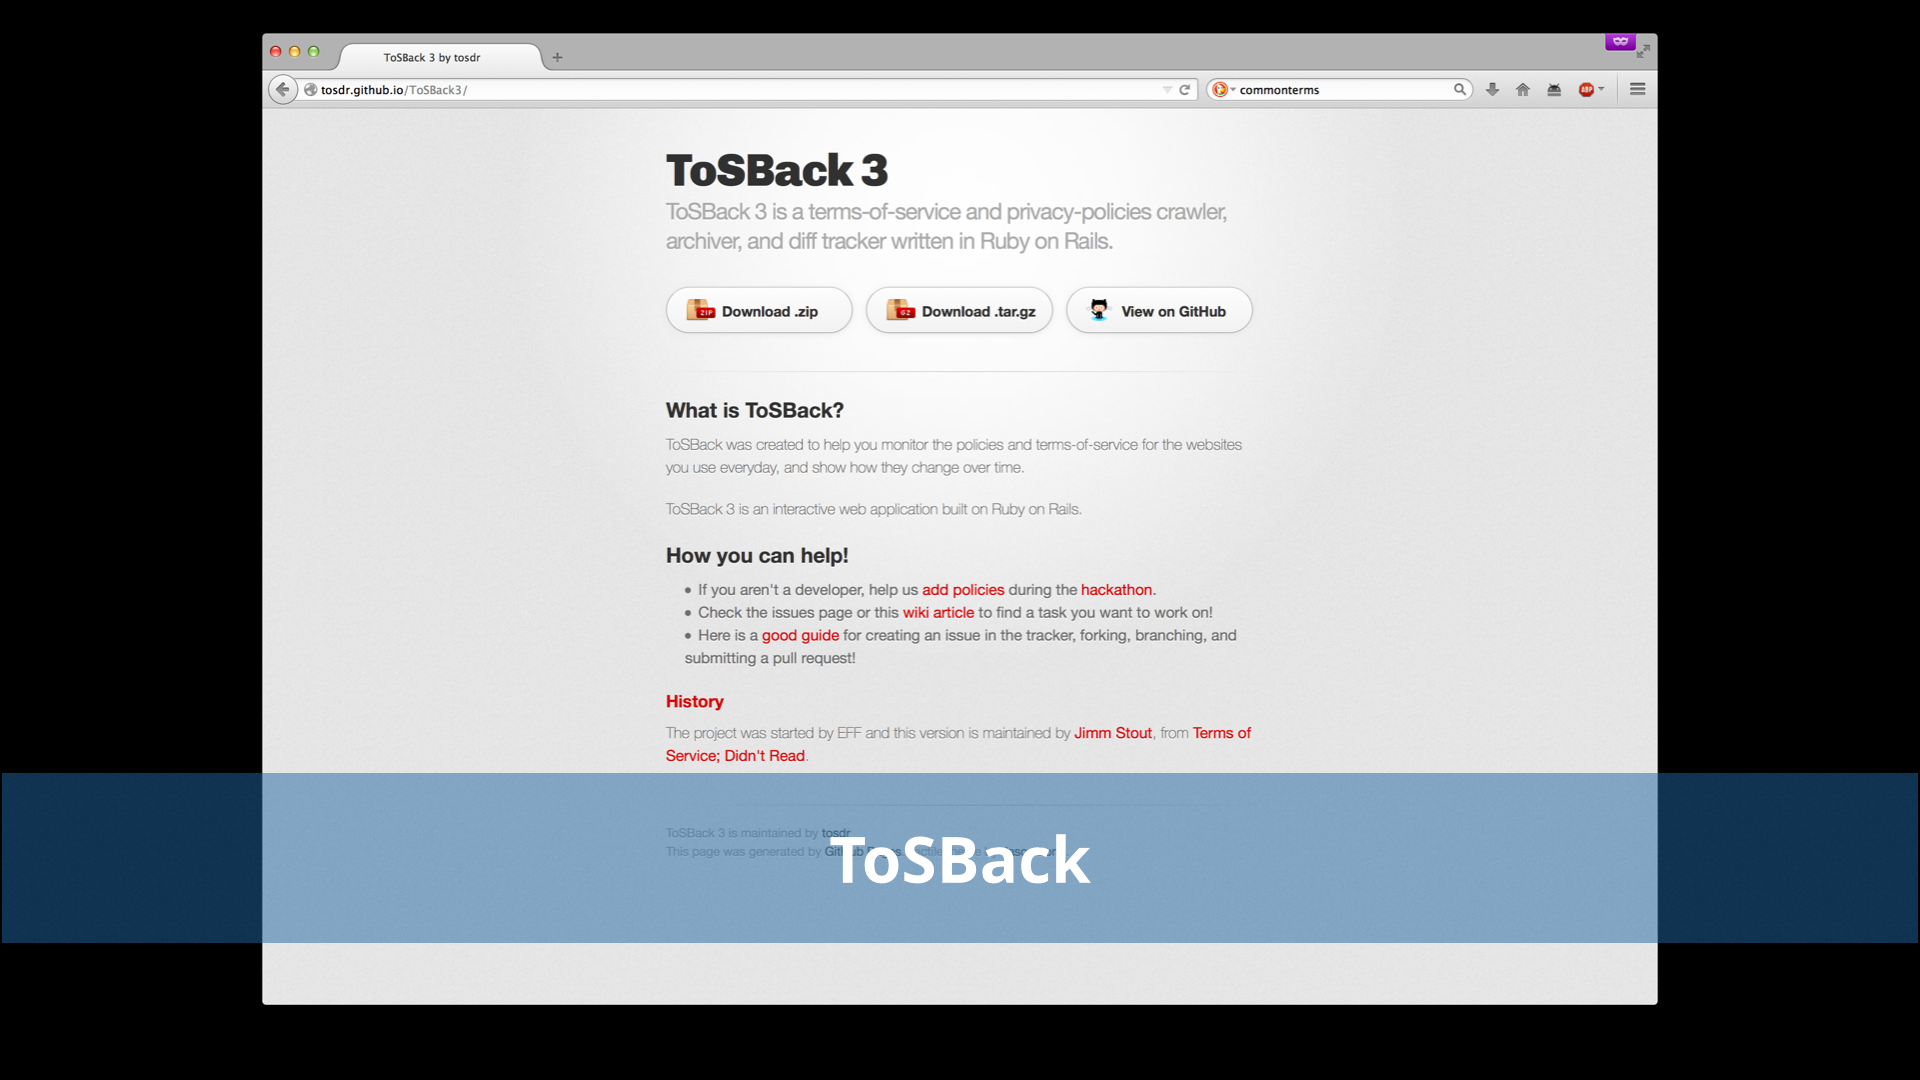 ToSBack 3 by tosdr
tosdr.github.io/ToSBack3/
commonterms
ABP
ToSBack 3
ToSBack 3 is a terms-of-service and privacy-policies crawler,
archiver, and diff tracker written in Ruby on Rails.
ZIP Download .zip
GZ Download .tar.gz
View on GitHub
What is ToSBack?
ToSBack was created to help you monitor the policies and terms-of-service for the websites
you use everyday, and show how they change over time.
ToSBack 3 is an interactive web application built on Ruby on Rails.
How you can help!
• If you aren't a developer, help us add policies during the hackathon.
• Check the issues page or this wiki article to find a task you want to work on!
• Here is a good guide for creating an issue in the tracker, forking, branching, and
submitting a pull request!
History
The project was started by EFF and this version is maintained by Jimm Stout, from Terms of
Service; Didn't Read.
ToSBack 3 is maintained by tosdr
This page was generated by
ToSBack